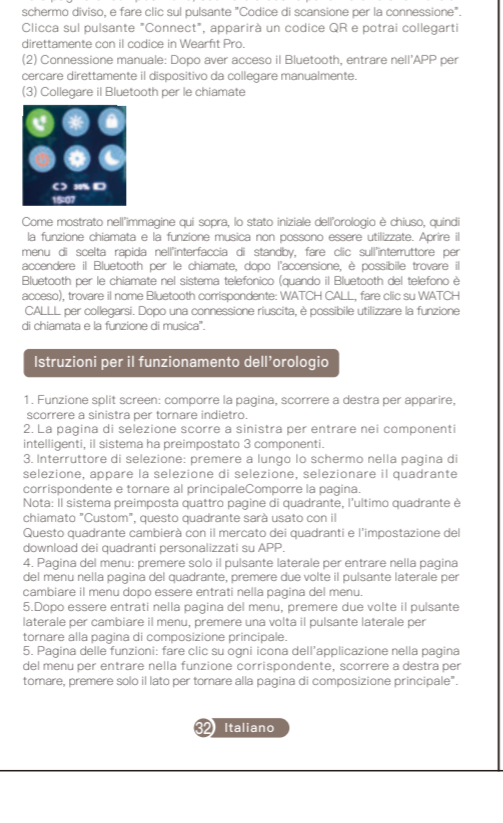 schermo diviso, e fare clic sul pulsante "Codice di scansione per la connessione".
Clicca sul pulsante "Connect", apparirà un codice QR e potrai collegarti
direttamente con il codice in Wearfit Pro.
(2) Connessione manuale: Dopo aver acceso il Bluetooth, entrare nell'APP per
cercare direttamente il dispositivo da collegare manualmente.
(3) Collegare il Bluetooth per le chiamate
38%
15:07
Come mostrato nell'immagine qui sopra, lo stato iniziale dell'orologio è chiuso, quindi
la funzione chiamata e la funzione musica non possono essere utilizzate. Aprire il
menu di scelta rapida nell'interfaccia di standby, fare clic sull'interruttore per
accendere il Bluetooth per le chiamate, dopo l'accensione, è possibile trovare il
Bluetooth per le chiamate nel sistema telefonico (quando il Bluetooth del telefono è
acceso), trovare il nome Bluetooth corrispondente: WATCH CALL, fare clic su WATCH
CALLL per collegarsi. Dopo una connessione riuscita, è possibile utilizzare la funzione
di chiamata e la funzione di musica".
Istruzioni per il funzionamento dell'orologio
1. Funzione split screen: comporre la pagina, scorrere a destra per apparire,
scorrere a sinistra per tornare indietro.
2. La pagina di selezione scorre a sinistra per entrare nei componenti
intelligenti, il sistema ha preimpostato 3 componenti.
3. Interruttore di selezione: premere a lungo lo schermo nella pagina di
selezione, appare la selezione di selezione, selezionare il quadrante
corrispondente e tornare al principaleComporre la pagina.
Nota: Il sistema preimposta quattro pagine di quadrante, l'ultimo quadrante è
chiamato "Custom", questo quadrante sarà usato con il
Questo quadrante cambierà con il mercato dei quadranti e l'impostazione del
download dei quadranti personalizzati su APP.
4. Pagina del menu: premere solo il pulsante laterale per entrare nella pagina
del menu nella pagina del quadrante, premere due volte il pulsante laterale per
cambiare il menu dopo essere entrati nella pagina del menu.
5.Dopo essere entrati nella pagina del menu, premere due volte il pulsante
laterale per cambiare il menu, premere una volta il pulsante laterale per
tornare alla pagina di composizione principale.
5. Pagina delle funzioni: fare clic su ogni icona dell'applicazione nella pagina
del menu per entrare nella funzione corrispondente, scorrere a destra per
tornare, premere solo il lato per tornare alla pagina di composizione principale".
32 Italiano